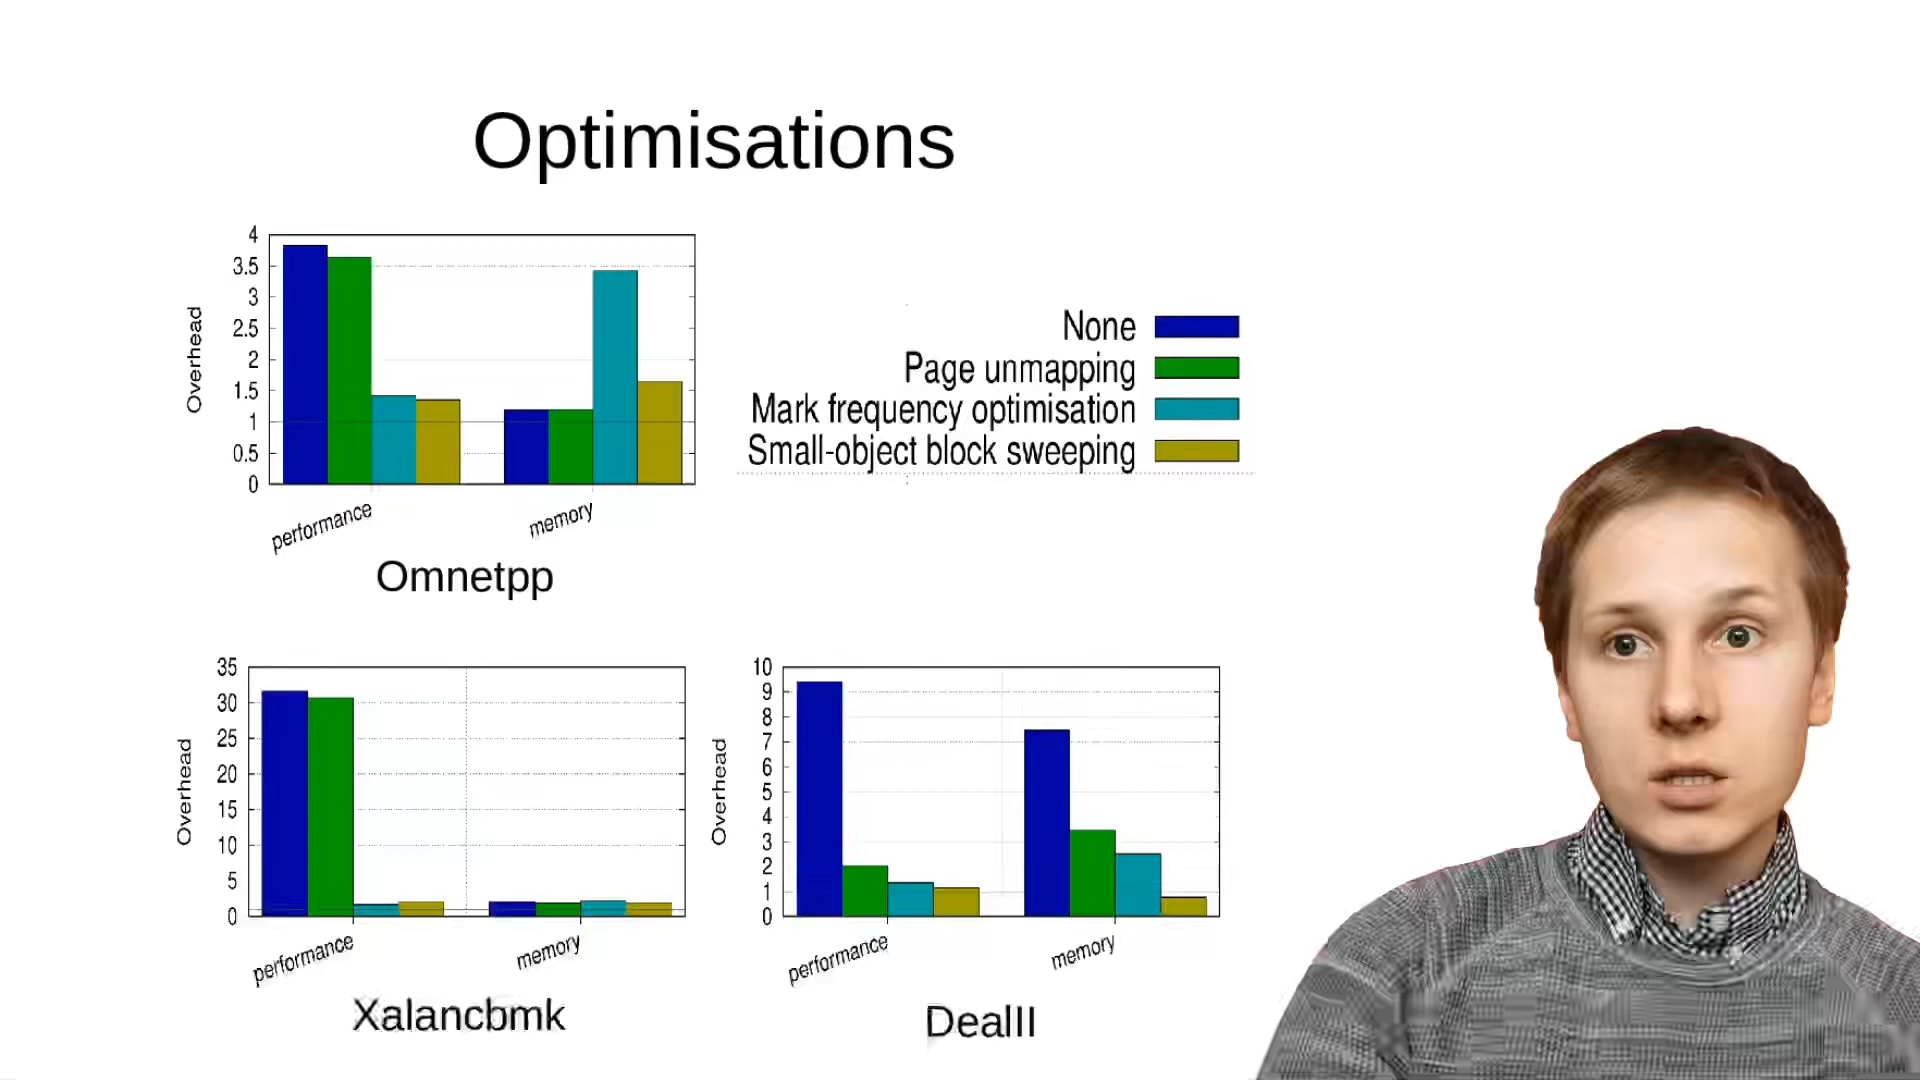 Optimisations
4
3.5
3
2.5
2
1.5
1
0.5
0
Overhead
performance
memory
Omnetpp
None
Page unmapping
Mark frequency optimisation
Small-object block sweeping
35
30
25
20
15
10
5
0
Overhead
performance
memory
Xalancbmk
10
9
8
7
6
5
4
3
2
1
0
Overhead
performance
memory
DealII